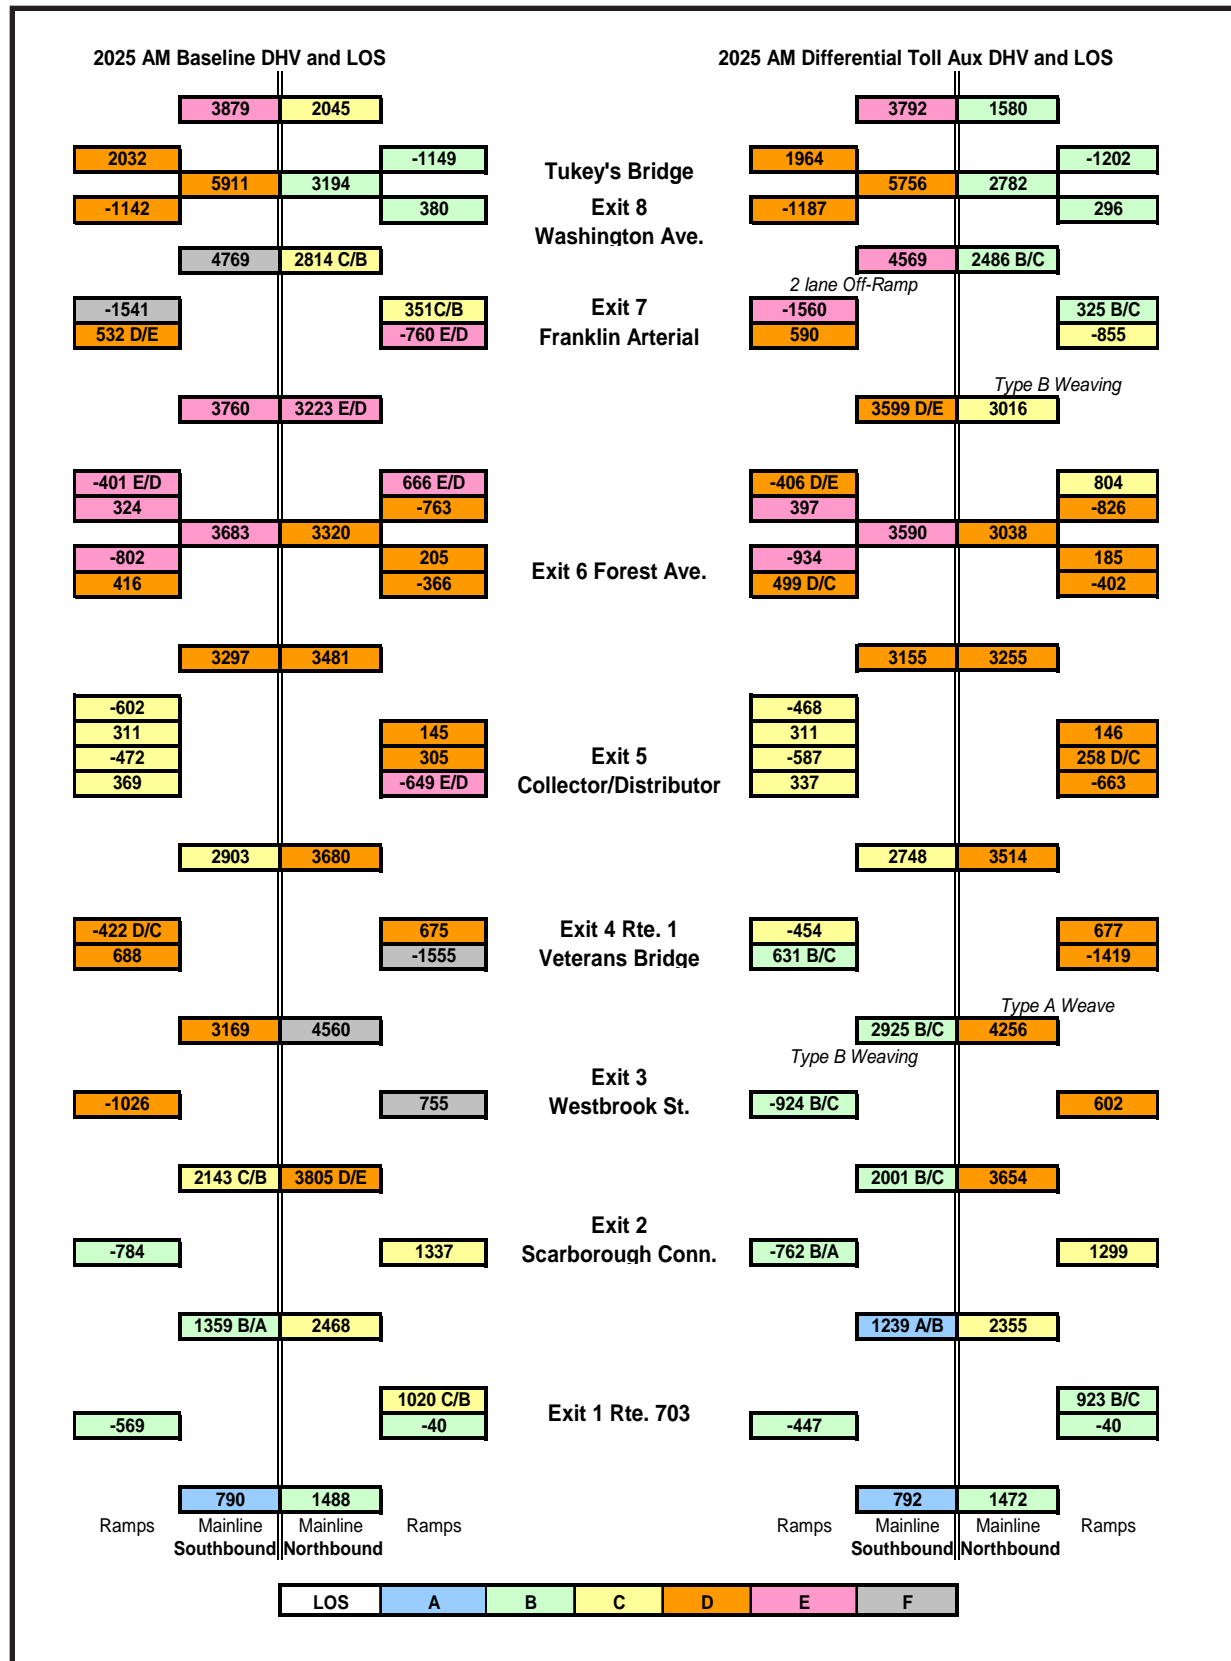 2025 AM Baseline DHV and LOS 2025 AM Differential Toll Aux DHV and LOS
3879 2045 3792 1580
2032 -1149 1964 -1202
Tukey's Bridge
5911 3194 5756 2782
-1142 380 Exit 8 -1187 296
Washington Ave.
4769 2814 C/B 4569 2486 B/C
2 lane Off-Ramp
-1541 351C/B Exit 7 -1560 325 B/C
532 D/E -760 E/D Franklin Arterial 590 -855
Type B Weaving
3760 3223 E/D 3599 D/E 3016
-401 E/D 666 E/D -406 D/E 804
324 -763 397 -826
3683 3320 3590 3038
-802 205 -934 185
Exit 6 Forest Ave.
416 -366 499 D/C -402
3297 3481 3155 3255
-602 -468
311 145 311 146
-472 305 Exit 5 -587 258 D/C
369 -649 E/D Collector/Distributor 337 -663
2903 3680 2748 3514
-422 D/C 675 Exit 4 Rte. 1 -454 677
688 -1555 Veterans Bridge 631 B/C -1419
Type A Weave
3169 4560 2925 B/C 4256
Type B Weaving
Exit 3
-1026 755 Westbrook St. -924 B/C 602
2143 C/B 3805 D/E 2001 B/C 3654
Exit 2
-784 1337 Scarborough Conn. -762 B/A 1299
1359 B/A 2468 1239 A/B 2355
1020 C/B 923 B/C
Exit 1 Rte. 703
-569 -40 -447 -40
790 1488 792 1472
Ramps Mainline Mainline Ramps Ramps Mainline Mainline Ramps
Southbound Northbound Southbound Northbound
LOS A B C D E F